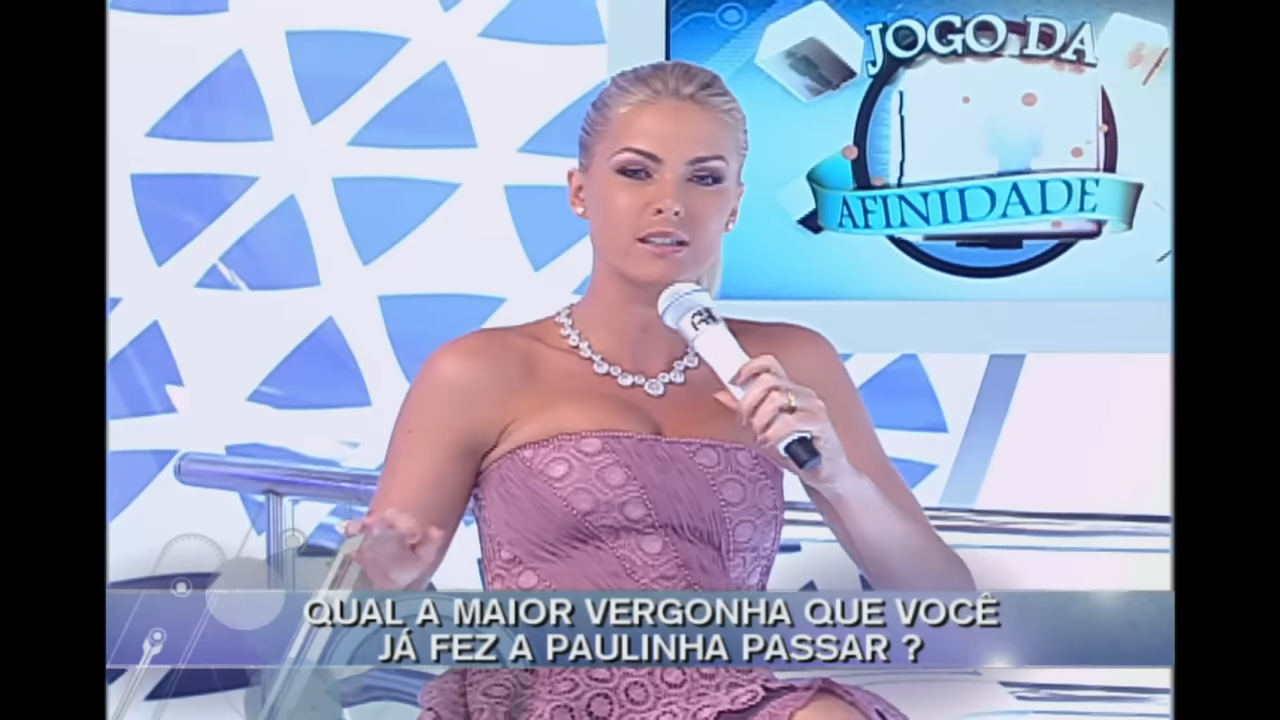 JOGO DA
AFINIDADE
QUAL A MAIOR VERGONHA QUE VOCÊ
JÁ FEZ A PAULINHA PASSAR ?